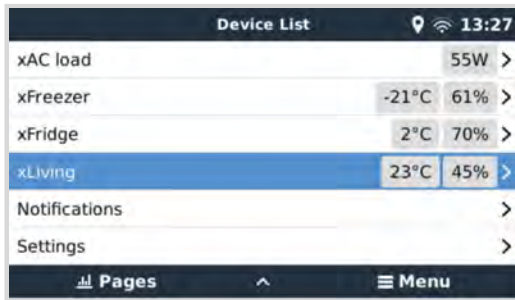 Device List 13:27
xAC load 55W >
xFreezer -21°C 61% >
xFridge 2°C 70% >
xLiving 23°C 45% >
Notifications >
Settings >
Pages Menu